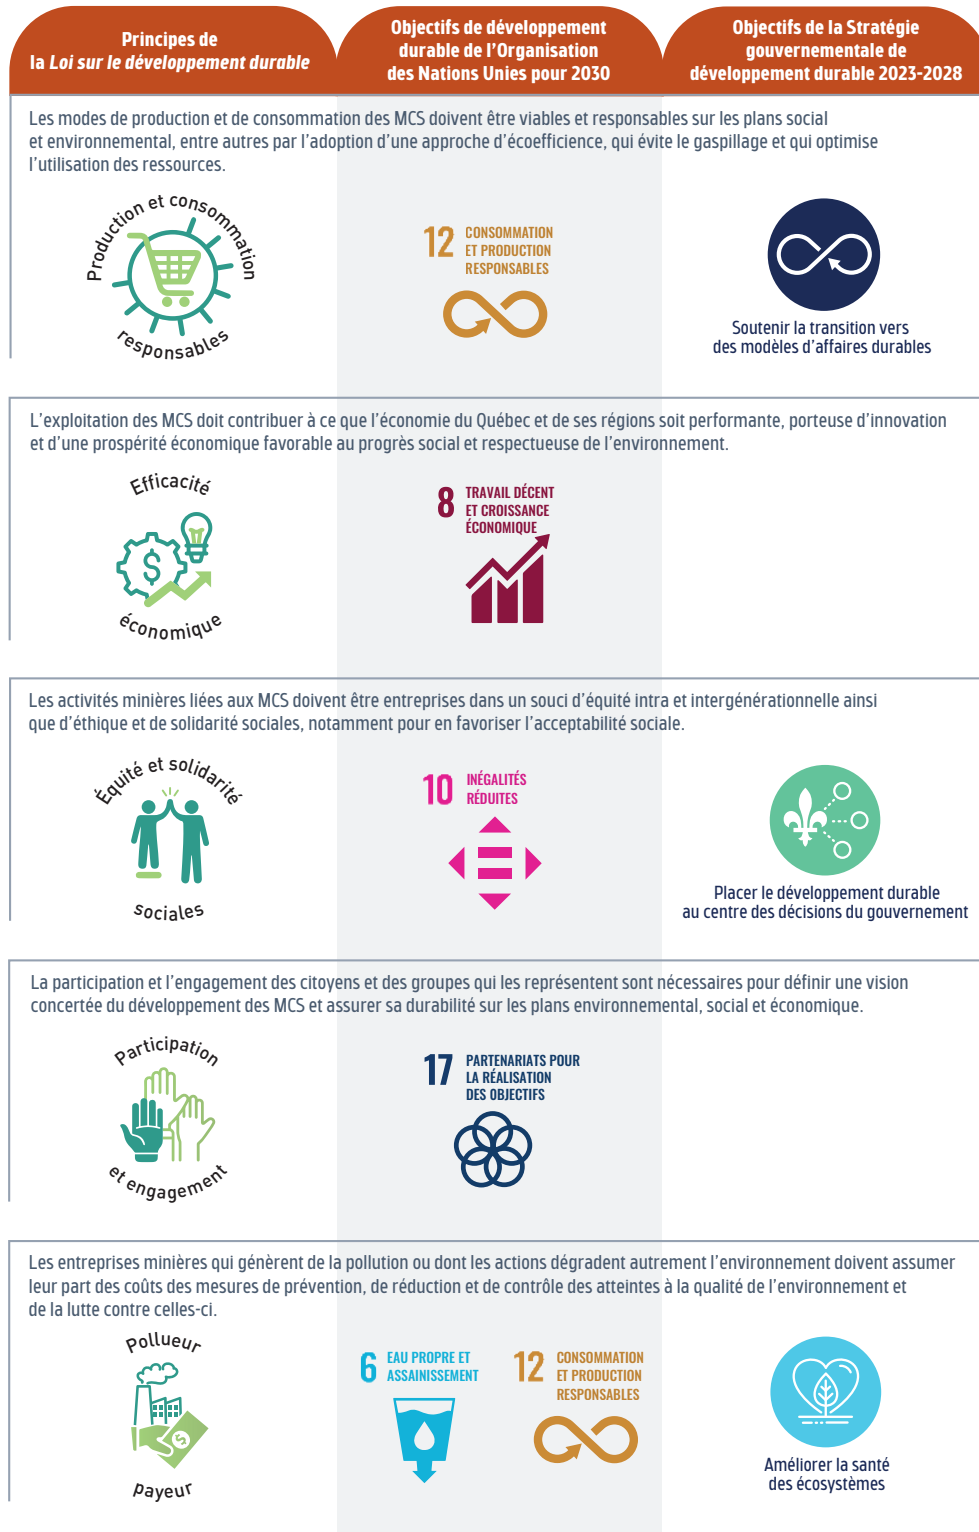 Principes de
la Loi sur le développement durable
Objectifs de développement
durable de l'Organisation
des Nations Unies pour 2030
Objectifs de la Stratégie
gouvernementale de
développement durable 2023-2028
Les modes de production et de consommation des MCS doivent être viables et responsables sur les plans social
et environnemental, entre autres par l'adoption d'une approche d'écoefficience, qui évite le gaspillage et qui optimise
l'utilisation des ressources.
Production et consommation
responsables
12 CONSOMMATION
ET PRODUCTION
RESPONSABLES
Soutenir la transition vers
des modèles d'affaires durables
L'exploitation des MCS doit contribuer à ce que l'économie du Québec et de ses régions soit performante, porteuse d'innovation
et d'une prospérité économique favorable au progrès social et respectueuse de l'environnement.
Efficacité
$
économique
8 TRAVAIL DÉCENT
ET CROISSANCE
ÉCONOMIQUE
Les activités minières liées aux MCS doivent être entreprises dans un souci d'équité intra et intergénérationnelle ainsi
que d'éthique et de solidarité sociales, notamment pour en favoriser l'acceptabilité sociale.
Équité et solidarité
sociales
10 INÉGALITÉS
RÉDUITES
Placer le développement durable
au centre des décisions du gouvernement
La participation et l'engagement des citoyens et des groupes qui les représentent sont nécessaires pour définir une vision
concertée du développement des MCS et assurer sa durabilité sur les plans environnemental, social et économique.
Participation
et engagement
17 PARTENARIATS POUR
LA RÉALISATION
DES OBJECTIFS
Les entreprises minières qui génèrent de la pollution ou dont les actions dégradent autrement l'environnement doivent assumer
leur part des coûts des mesures de prévention, de réduction et de contrôle des atteintes à la qualité de l'environnement et
de la lutte contre celles-ci.
Pollueur
$
payeur
6 EAU PROPRE ET
ASSAINISSEMENT
12 CONSOMMATION
ET PRODUCTION
RESPONSABLES
Améliorer la santé
des écosystèmes